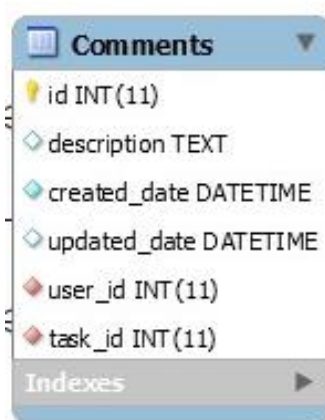 Comments
id INT(11)
description TEXT
created_date DATETIME
updated_date DATETIME
user_id INT(11)
task_id INT(11)
Indexes